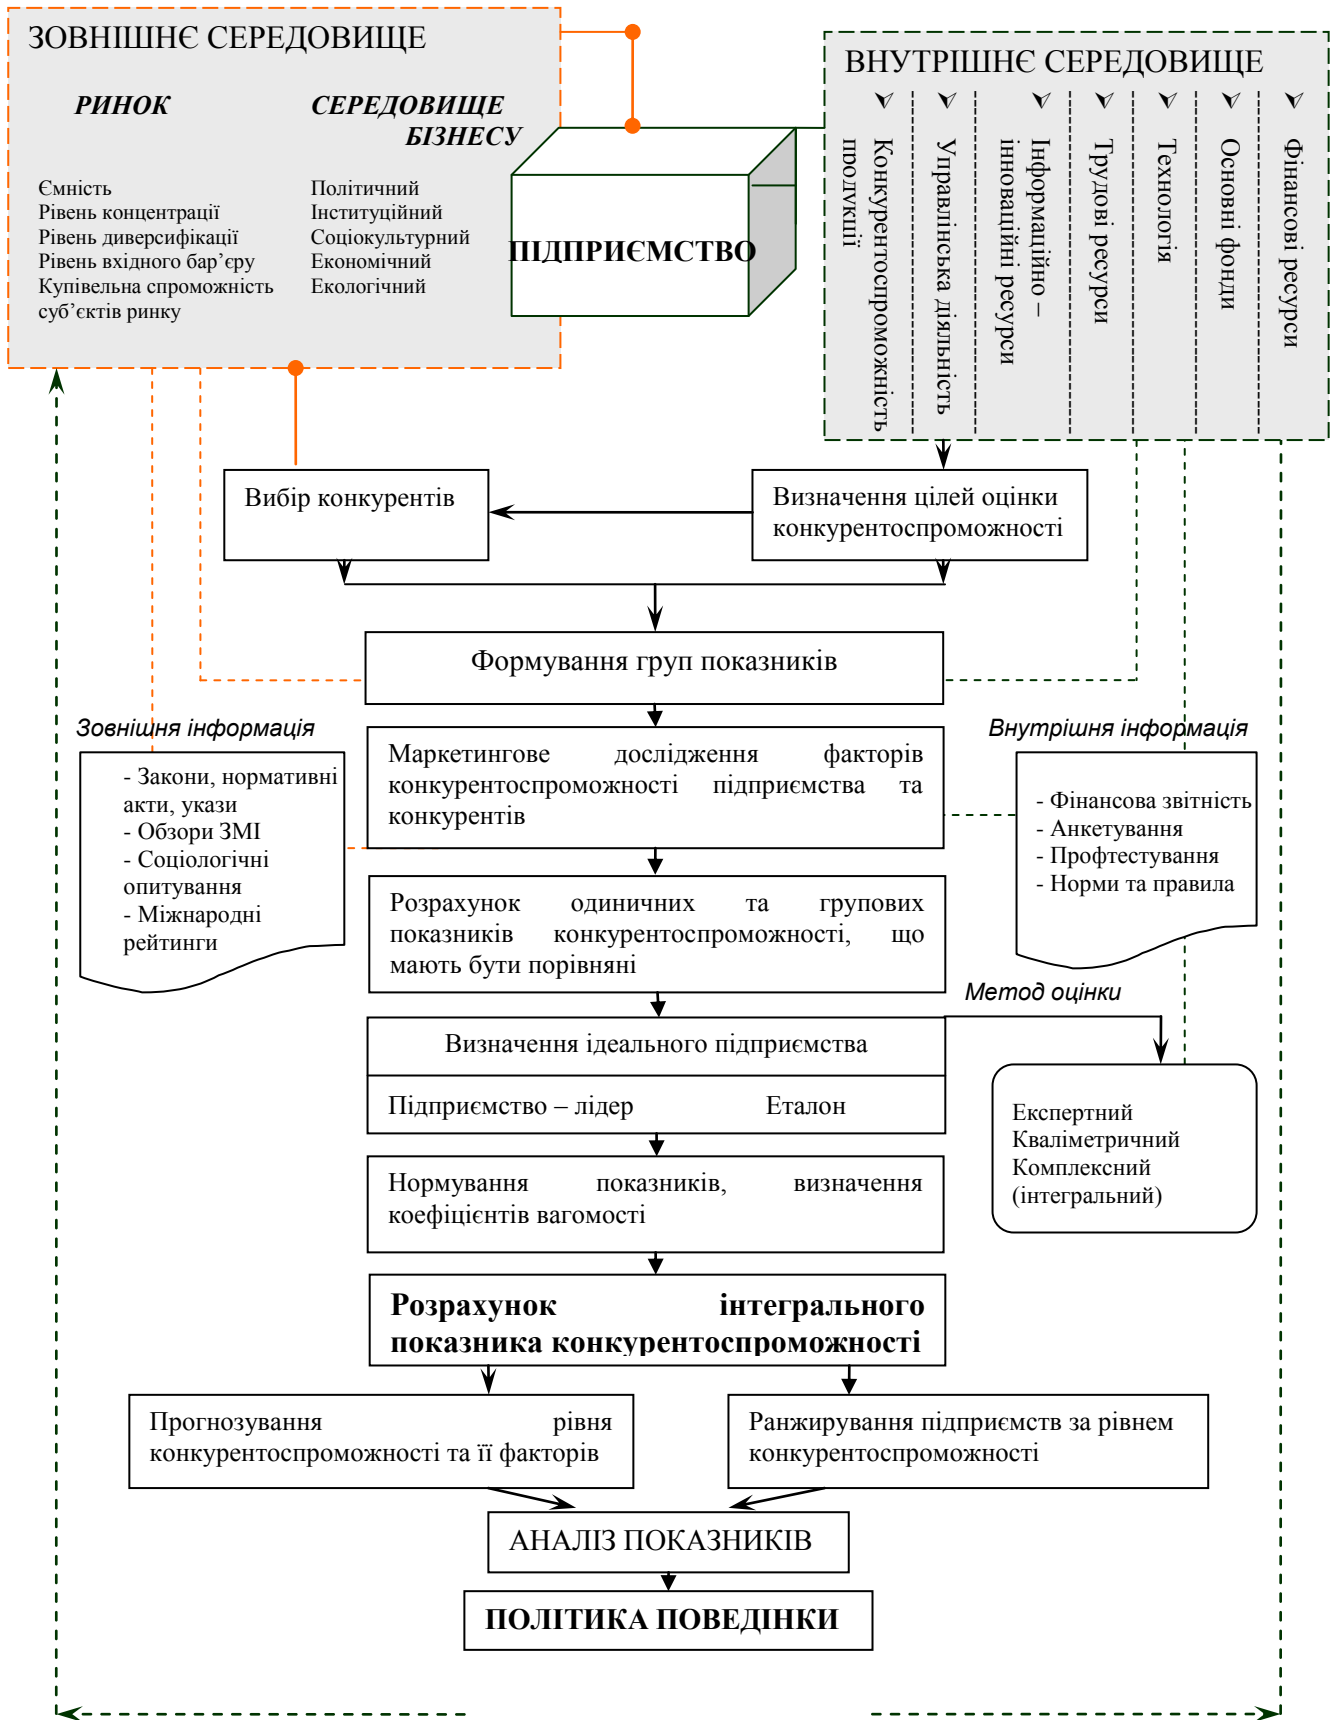 ЗОВНІШНЄ СЕРЕДОВИЩЕ
РИНОК
Ємність
Рівень концентрації
Рівень диверсифікації
Рівень вхідного бар’єру
Купівельна спроможність
суб’єктів ринку
СЕРЕДОВИЩЕ
БІЗНЕСУ
Політичний
Інституційний
Соціокультурний
Економічний
Екологічний
ПІДПРИЄМСТВО
ВНУТРІШНЄ СЕРЕДОВИЩЕ
Конкурентоспроможність
продукції
Управлінська діяльність
Інформаційно –
інноваційні ресурси
Трудові ресурси
Технологія
Основні фонди
Фінансові ресурси
Вибір конкурентів
Визначення цілей оцінки
конкурентоспроможності
Формування груп показників
Зовнішня інформація
- Закони, нормативні
акти, укази
- Обзори ЗМІ
- Соціологічні
опитування
- Міжнародні
рейтинги
Маркетингове дослідження факторів
конкурентоспроможності підприємства та
конкурентів
Внутрішня інформація
- Фінансова звітність
- Анкетування
- Профтестування
- Норми та правила
Розрахунок одиничних та групових
показників конкурентоспроможності, що
мають бути порівняні
Метод оцінки
Визначення ідеального підприємства
Підприємство – лідер Еталон
Експертний
Кваліметричний
Комплексний
(інтегральний)
Нормування показників, визначення
коефіцієнтів вагомості
Розрахунок інтегрального
показника конкурентоспроможності
Прогнозування рівня
конкурентоспроможності та її факторів
Ранжирування підприємств за рівнем
конкурентоспроможності
АНАЛІЗ ПОКАЗНИКІВ
ПОЛІТИКА ПОВЕДІНКИ